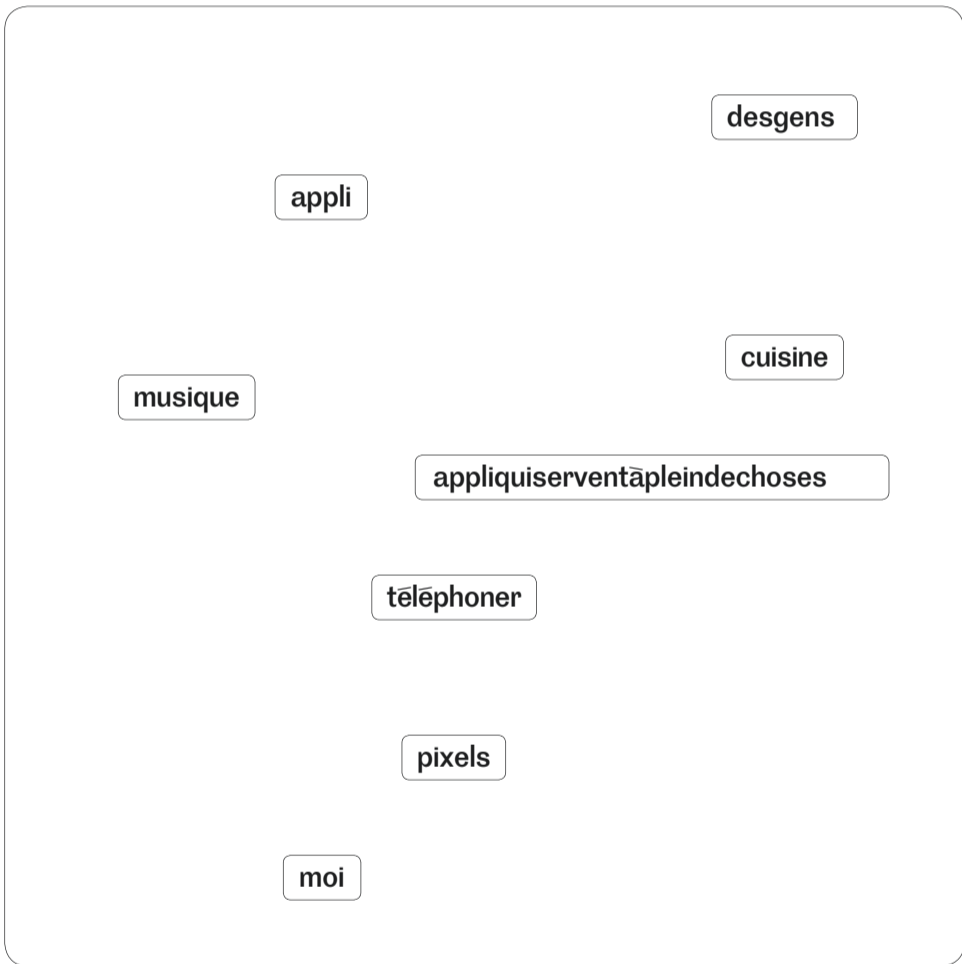 desgens
appli
cuisine
musique
appliquiserventàpleindechoses
téléphoner
pixels
moi